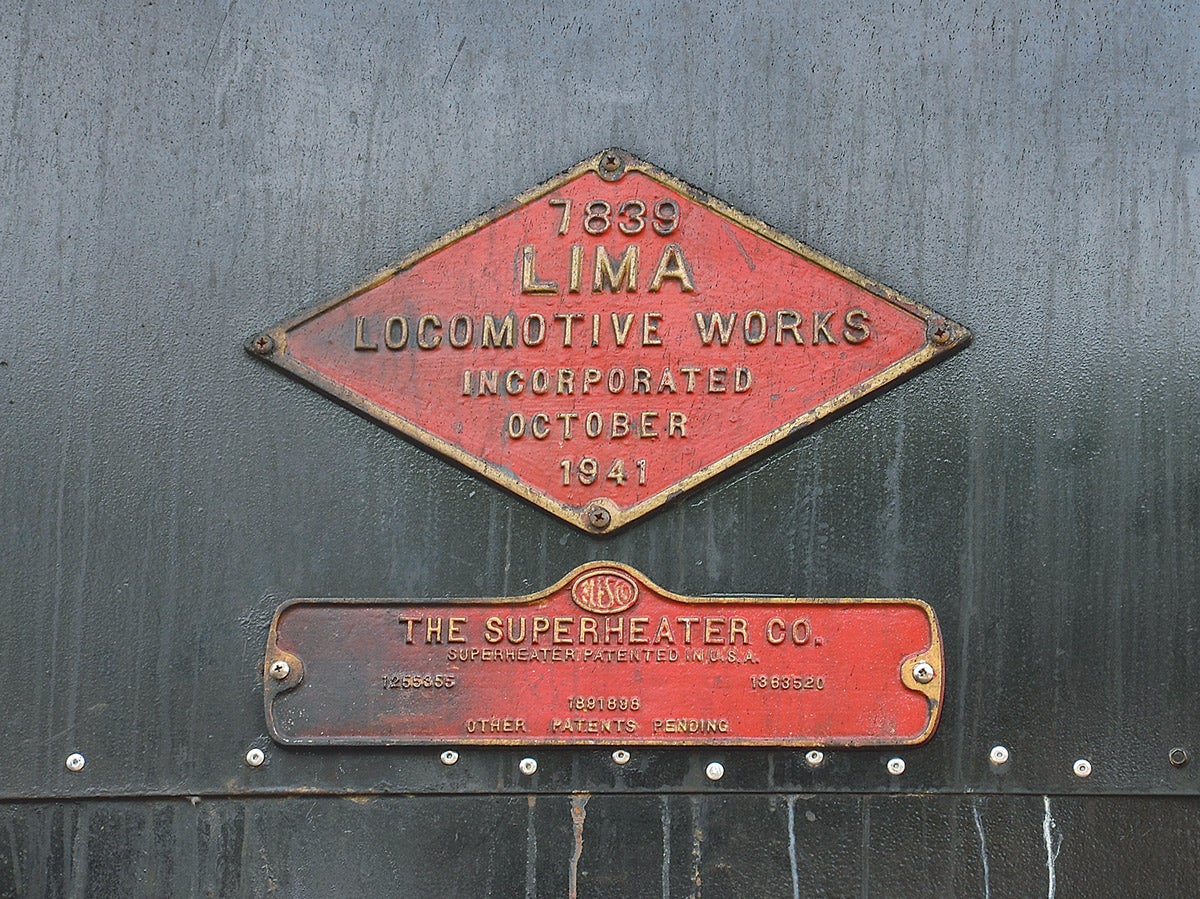 7839
LIMA
LOCOMOTIVE WORKS
INCORPORATED
OCTOBER
1941
ELESCO
THE SUPERHEATER CO.
SUPERHEATER PATENTED IN U.S.A.
1255355 1363520
1891898
OTHER PATENTS PENDING